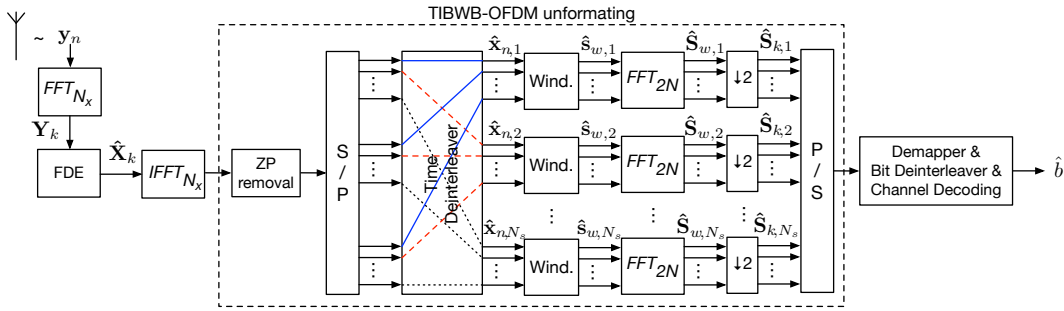 TIBWB-OFDM unformating
~ y_n
FFT_{N_x}
Y_k
FDE
X̂_k
IFFT_{N_x}
ZP
removal
S
/
P
Time
Deinterleaver
x̂_{n,1} ŝ_{w,1} Ŝ_{w,1} Ŝ_{k,1}
Wind. FFT_{2N} ↓2
x̂_{n,2} ŝ_{w,2} Ŝ_{w,2} Ŝ_{k,2}
Wind. FFT_{2N} ↓2
x̂_{n,N_s} ŝ_{w,N_s} Ŝ_{w,N_s} Ŝ_{k,N_s}
Wind. FFT_{2N} ↓2
P
/
S
Demapper &
Bit Deinterleaver &
Channel Decoding
b̂